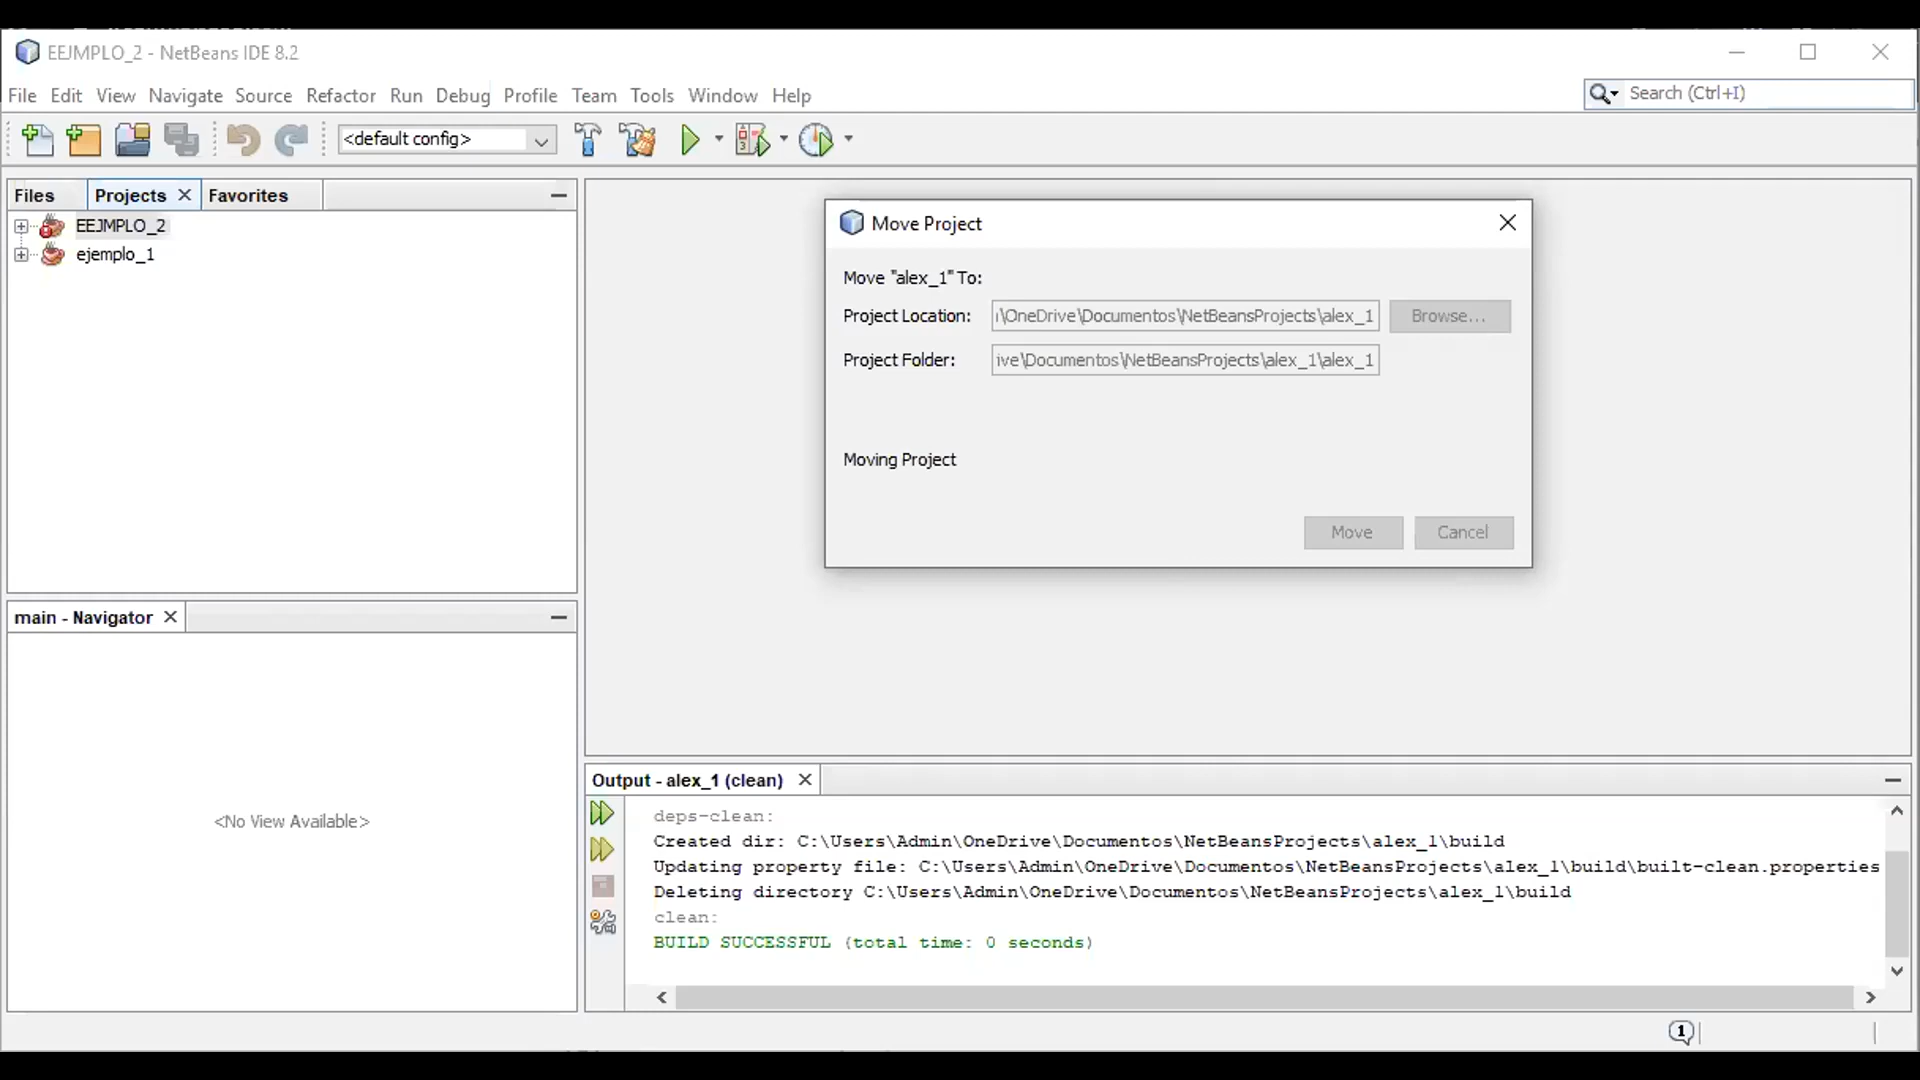 EEJMPLO_2 - NetBeans IDE 8.2
File Edit View Navigate Source Refactor Run Debug Profile Team Tools Window Help
Search (Ctrl+I)
<default config>
Files Projects Favorites
EEJMPLO_2
ejemplo_1
Move Project
Move "alex_1" To:
Project Location: \OneDrive\Documentos\NetBeansProjects\alex_1 Browse...
Project Folder: ive\Documentos\NetBeansProjects\alex_1\alex_1
Moving Project
Move Cancel
main - Navigator
<No View Available>
Output - alex_1 (clean)
deps-clean:
Created dir: C:\Users\Admin\OneDrive\Documentos\NetBeansProjects\alex_1\build
Updating property file: C:\Users\Admin\OneDrive\Documentos\NetBeansProjects\alex_1\build\built-clean.properties
Deleting directory C:\Users\Admin\OneDrive\Documentos\NetBeansProjects\alex_1\build
clean:
BUILD SUCCESSFUL (total time: 0 seconds)
1